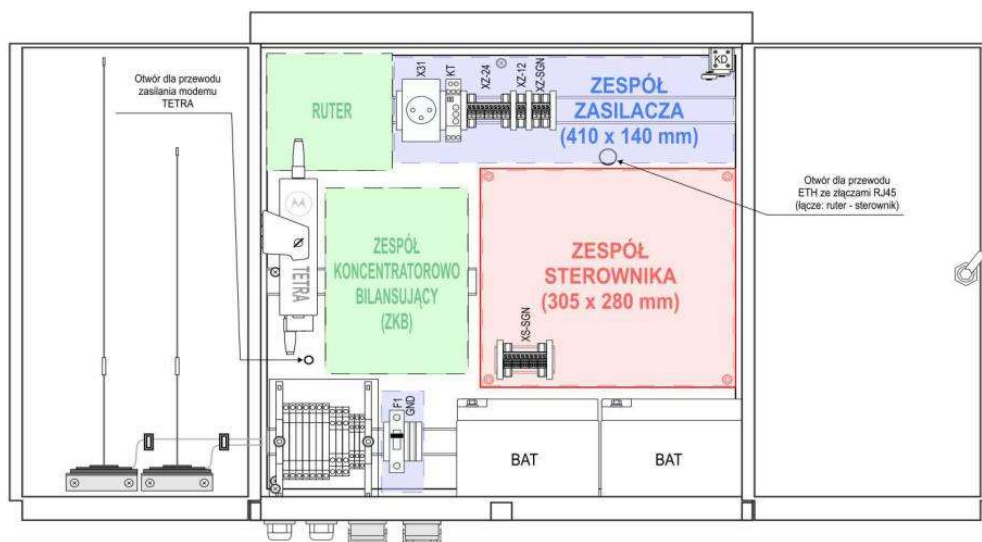 Otwór dla przewodu
zasilania modemu
TETRA
RUTER
X31
KT
XZ-24
XZ-12
XZ-SGN
ZESPÓŁ
ZASILACZA
(410 x 140 mm)
KD
Otwór dla przewodu
ETH ze złączami RJ45
(łącze: ruter - sterownik)
TETRA
ZESPÓŁ
KONCENTRATOROWO
BILANSUJĄCY
(ZKB)
ZESPÓŁ
STEROWNIKA
(305 x 280 mm)
XS-SGN
F1
GND
BAT
BAT